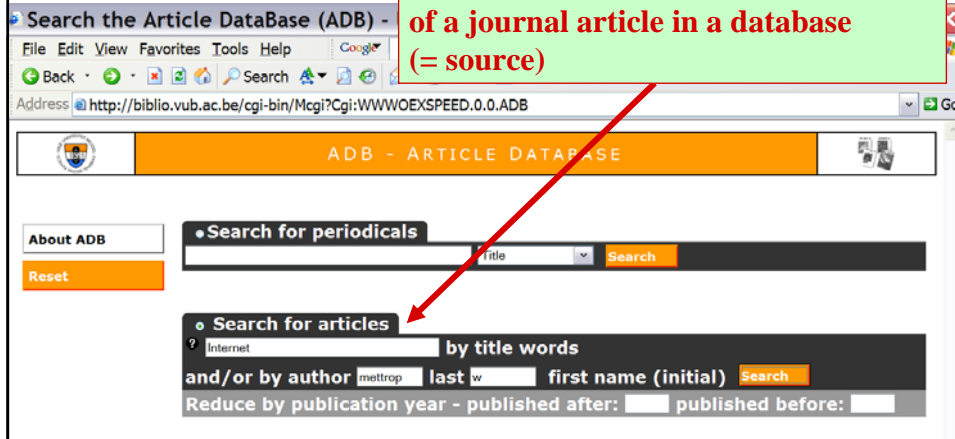 Search the Article DataBase (ADB) -
of a journal article in a database
(= source)
File Edit View Favorites Tools Help Google
Back Search
Address http://biblio.vub.ac.be/cgi-bin/Mcgi?Cgi:WWWOEXSPEED.0.0.ADB Go
ADB - ARTICLE DATABASE
About ADB
Reset
Search for periodicals
Title Search
Search for articles
? Internet by title words
and/or by author mettrop last w first name (initial) Search
Reduce by publication year - published after: published before: